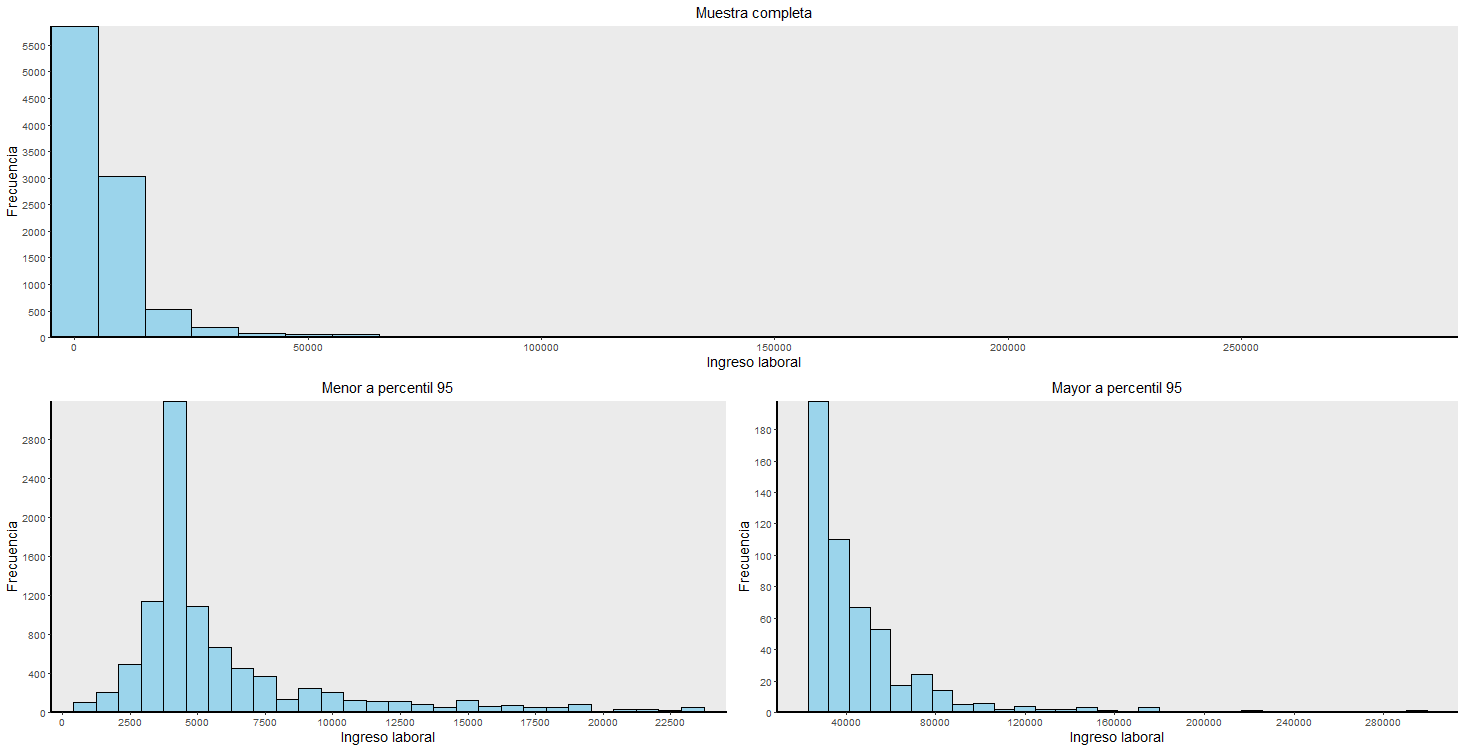 Muestra completa
Frecuencia
5500
5000
4500
4000
3500
3000
2500
2000
1500
1000
500
0
0 50000 100000 150000 200000 250000
Ingreso laboral
Menor a percentil 95
Frecuencia
2800
2400
2000
1600
1200
800
400
0
0 2500 5000 7500 10000 12500 15000 17500 20000 22500
Ingreso laboral
Mayor a percentil 95
Frecuencia
180
160
140
120
100
80
60
40
20
0
40000 80000 120000 160000 200000 240000 280000
Ingreso laboral